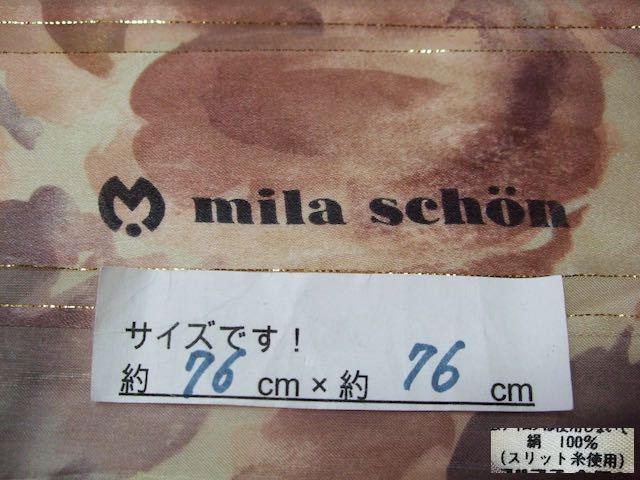 mila schön
サイズです！
約 76 cm × 約 76 cm
絹 100%
(スリット糸使用)